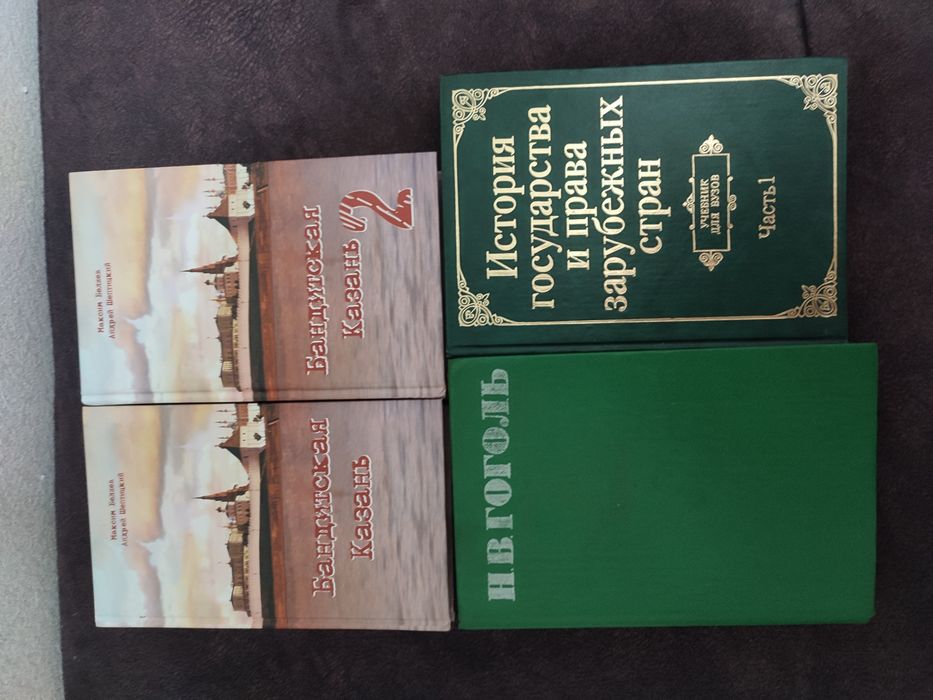 Максим Беляев
Андрей Шептицкий
Бандитская
Казань
2
Максим Беляев
Андрей Шептицкий
Бандитская
Казань
История
государства
и права
зарубежных
стран
УЧЕБНИК
ДЛЯ ВУЗОВ
Часть 1
Н.В.ГОГОЛЬ